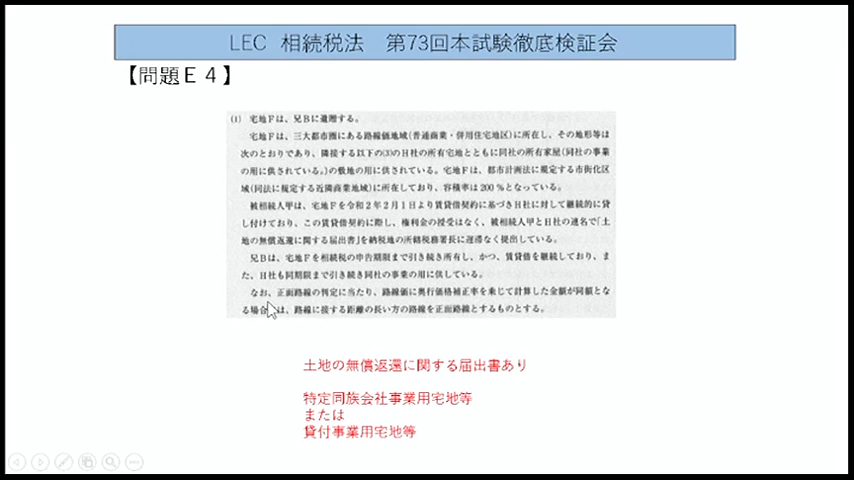 LEC 相続税法 第73回本試験徹底検証会
【問題E4】
(1) 宅地Fは、兄Bに遺贈する。
宅地Fは、三大都市圏にある路線価地域(普通商業・併用住宅地区)に所在し、その地形等は
次のとおりであり、隣接する以下の(3)のH社の所有宅地とともに同社の所有家屋(同社の事業
の用に供されている。)の敷地の用に供されている。宅地Fは、都市計画法に規定する市街化区
域(同法に規定する近隣商業地域)に所在しており、容積率は200%となっている。
被相続人甲は、宅地Fを令和2年2月1日より賃貸借契約に基づきH社に対して継続的に貸
し付けており、この賃貸借契約に際し、権利金の授受はなく、被相続人甲とH社の連名で「土
地の無償返還に関する届出書」を納税地の所轄税務署長に遅滞なく提出している。
兄Bは、宅地Fを相続税の申告期限まで引き続き所有し、かつ、賃貸借を継続しており、ま
た、H社も同期限まで引き続き同社の事業の用に供している。
なお、正面路線の判定に当たり、路線価に奥行価格補正率を乗じて計算した金額が同額とな
る場合は、路線に接する距離の長い方の路線を正面路線とするものとする。
土地の無償返還に関する届出書あり
特定同族会社事業用宅地等
または
貸付事業用宅地等